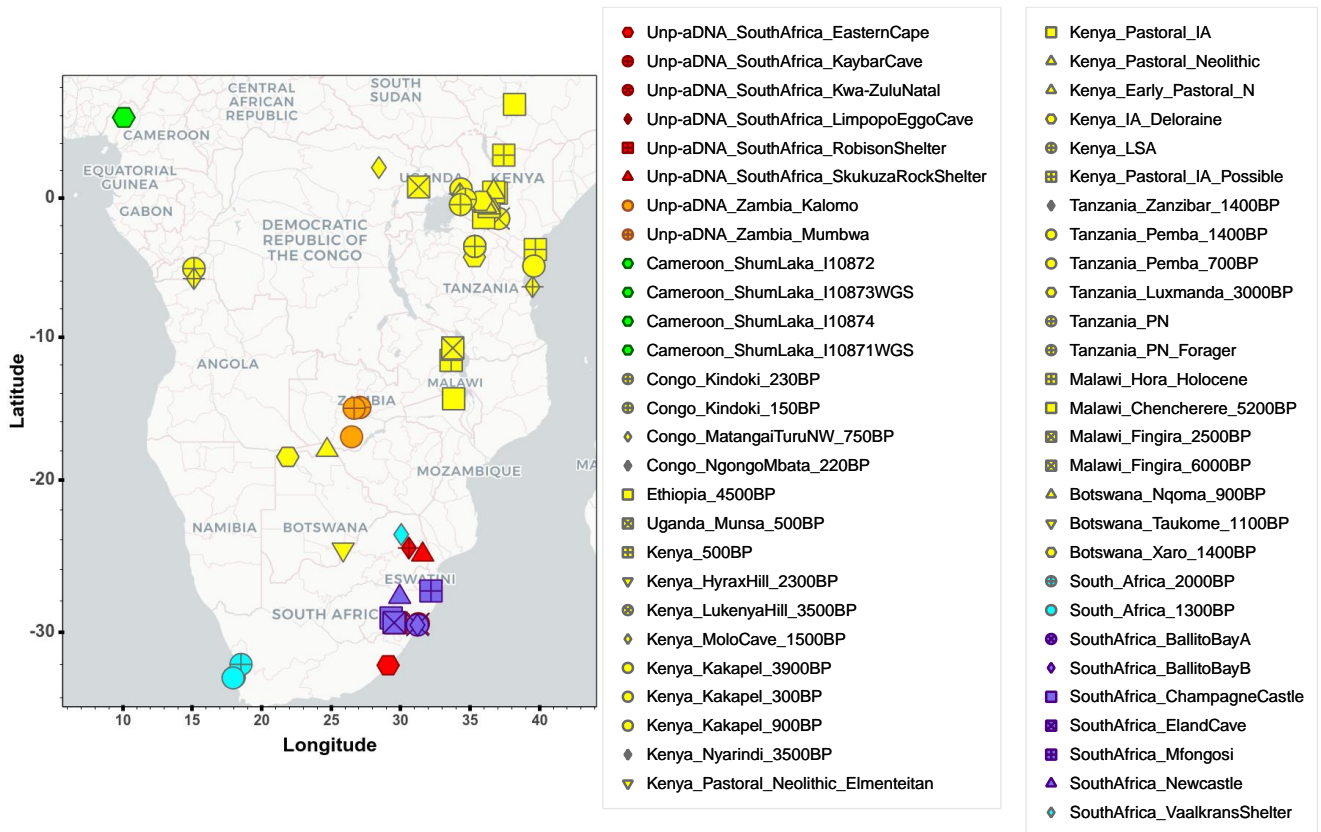 CENTRAL
AFRICAN
REPUBLIC
SOUTH
SUDAN
CAMEROON
EQUATORIAL
GUINEA
UGANDA
KENYA
GABON
DEMOCRATIC
REPUBLIC OF
THE CONGO
TANZANIA
ANGOLA
MALAWI
ZAMBIA
MOZAMBIQUE
MA
NAMIBIA
BOTSWANA
ESWATINI
SOUTH AFRIC
0
-10
-20
-30
Latitude
10 15 20 25 30 35 40
Longitude
Unp-aDNA_SouthAfrica_EasternCape
Unp-aDNA_SouthAfrica_KaybarCave
Unp-aDNA_SouthAfrica_Kwa-ZuluNatal
Unp-aDNA_SouthAfrica_LimpopoEggoCave
Unp-aDNA_SouthAfrica_RobisonShelter
Unp-aDNA_SouthAfrica_SkukuzaRockShelter
Unp-aDNA_Zambia_Kalomo
Unp-aDNA_Zambia_Mumbwa
Cameroon_ShumLaka_I10872
Cameroon_ShumLaka_I10873WGS
Cameroon_ShumLaka_I10874
Cameroon_ShumLaka_I10871WGS
Congo_Kindoki_230BP
Congo_Kindoki_150BP
Congo_MatangaiTuruNW_750BP
Congo_NgongoMbata_220BP
Ethiopia_4500BP
Uganda_Munsa_500BP
Kenya_500BP
Kenya_HyraxHill_2300BP
Kenya_LukenyaHill_3500BP
Kenya_MoloCave_1500BP
Kenya_Kakapel_3900BP
Kenya_Kakapel_300BP
Kenya_Kakapel_900BP
Kenya_Nyarindi_3500BP
Kenya_Pastoral_Neolithic_Elmenteitan
Kenya_Pastoral_IA
Kenya_Pastoral_Neolithic
Kenya_Early_Pastoral_N
Kenya_IA_Deloraine
Kenya_LSA
Kenya_Pastoral_IA_Possible
Tanzania_Zanzibar_1400BP
Tanzania_Pemba_1400BP
Tanzania_Pemba_700BP
Tanzania_Luxmanda_3000BP
Tanzania_PN
Tanzania_PN_Forager
Malawi_Hora_Holocene
Malawi_Chencherere_5200BP
Malawi_Fingira_2500BP
Malawi_Fingira_6000BP
Botswana_Nqoma_900BP
Botswana_Taukome_1100BP
Botswana_Xaro_1400BP
South_Africa_2000BP
South_Africa_1300BP
SouthAfrica_BallitoBayA
SouthAfrica_BallitoBayB
SouthAfrica_ChampagneCastle
SouthAfrica_ElandCave
SouthAfrica_Mfongosi
SouthAfrica_Newcastle
SouthAfrica_VaalkransShelter